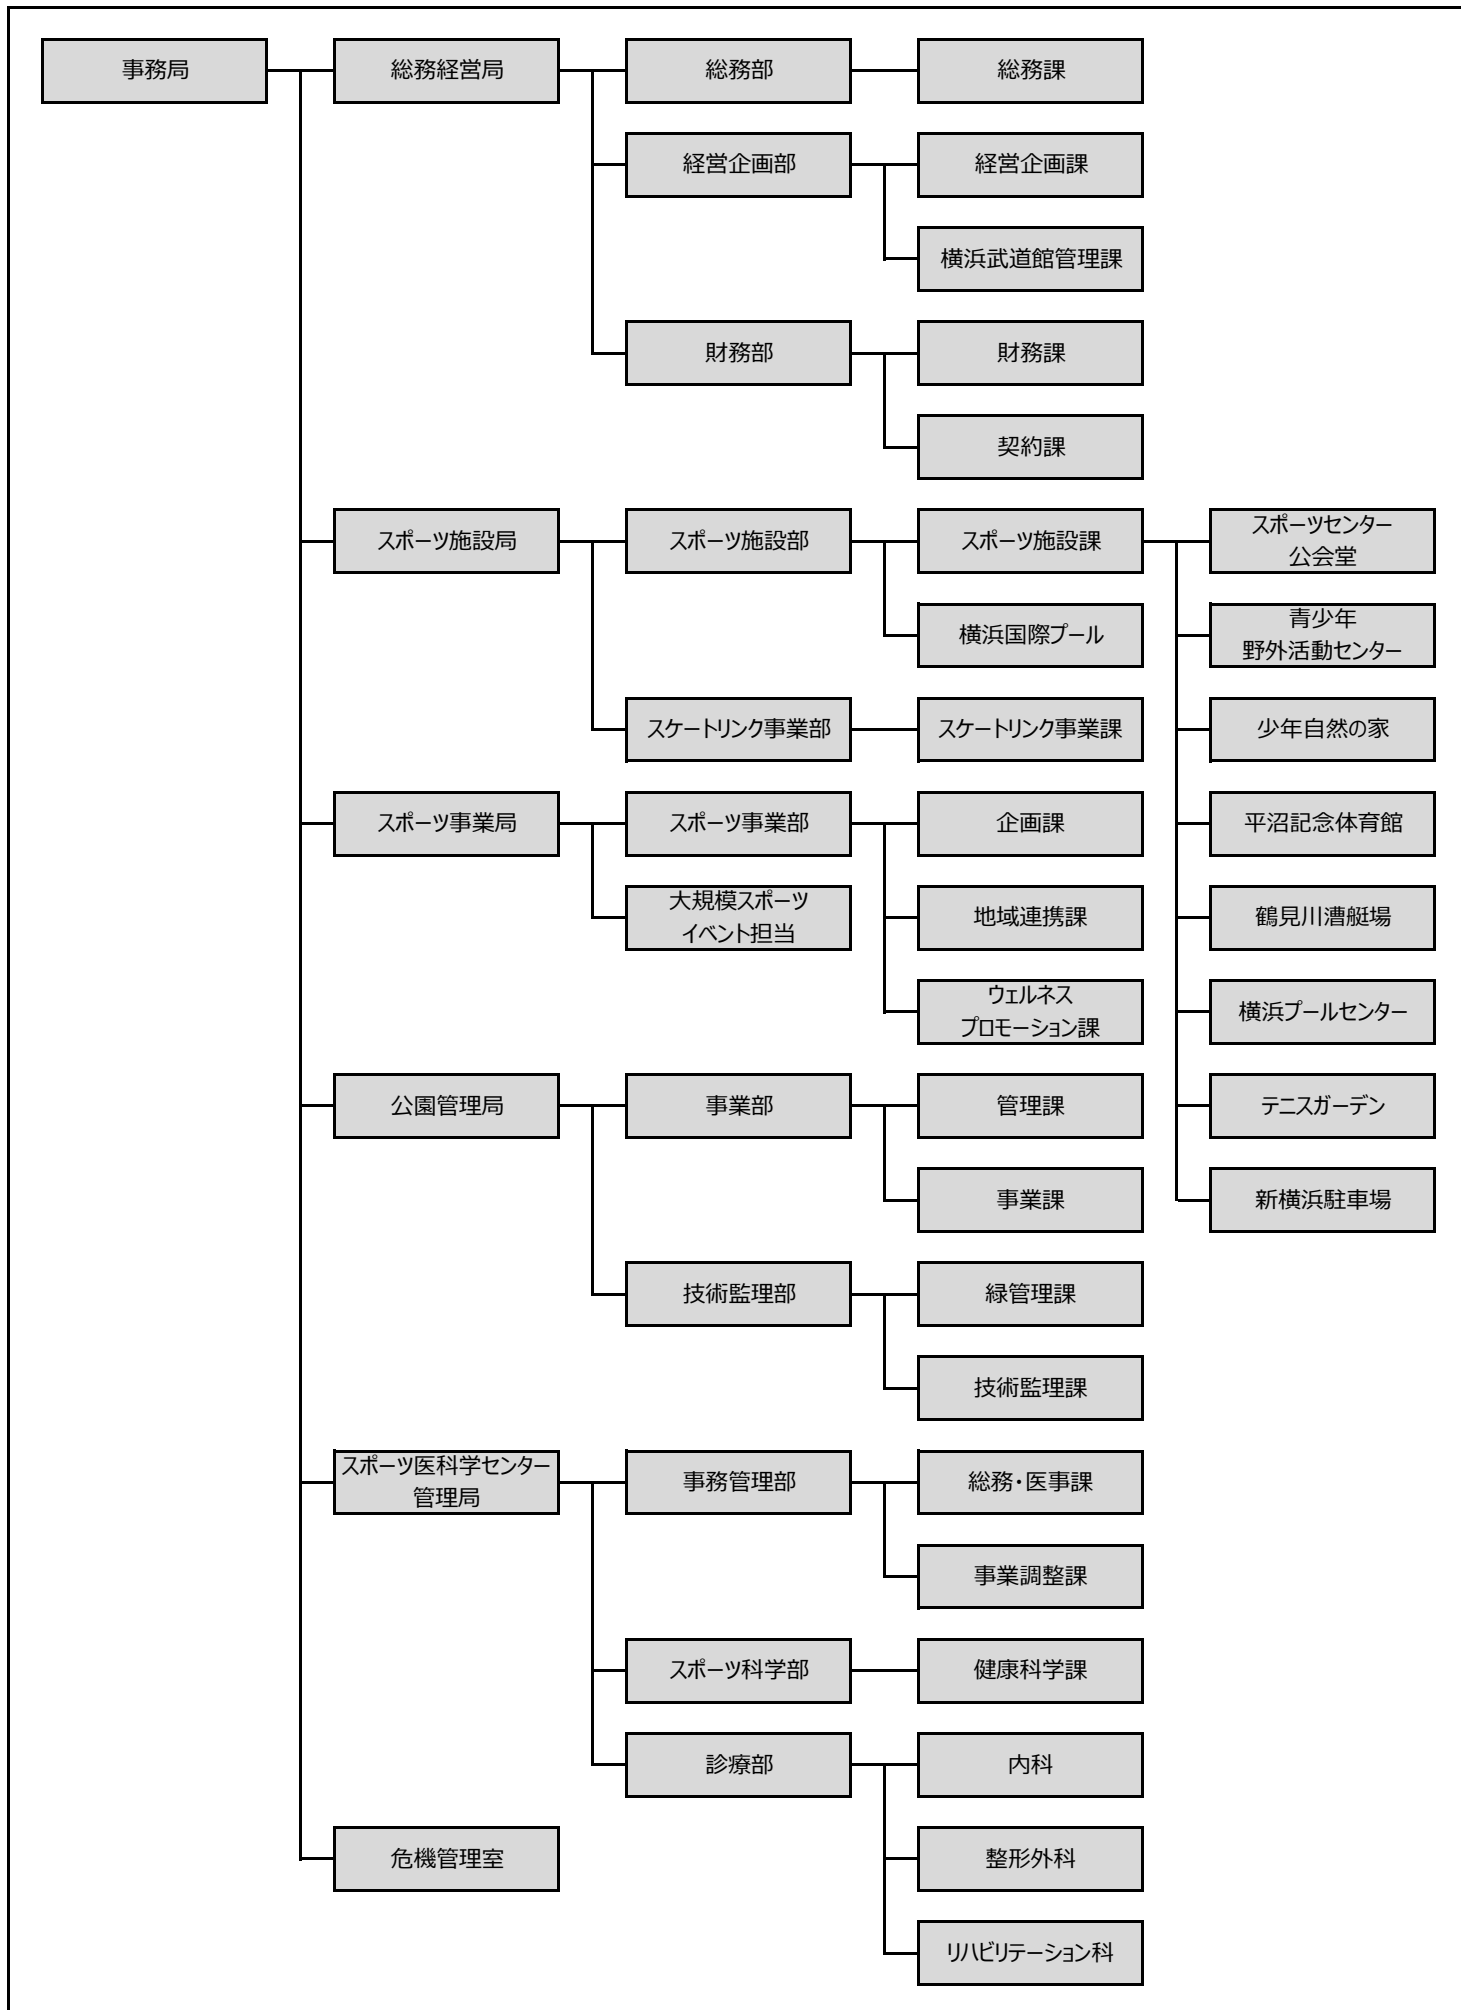 事務局
総務経営局
総務部
総務課
経営企画部
経営企画課
横浜武道館管理課
財務部
財務課
契約課
スポーツ施設局
スポーツ施設部
スポーツ施設課
スポーツセンター
公会堂
横浜国際プール
青少年
野外活動センター
スケートリンク事業部
スケートリンク事業課
少年自然の家
スポーツ事業局
スポーツ事業部
企画課
平沼記念体育館
大規模スポーツ
イベント担当
地域連携課
鶴見川漕艇場
ウェルネス
プロモーション課
横浜プールセンター
公園管理局
事業部
管理課
テニスガーデン
事業課
新横浜駐車場
技術監理部
緑管理課
技術監理課
スポーツ医科学センター
管理局
事務管理部
総務・医事課
事業調整課
スポーツ科学部
健康科学課
診療部
内科
危機管理室
整形外科
リハビリテーション科